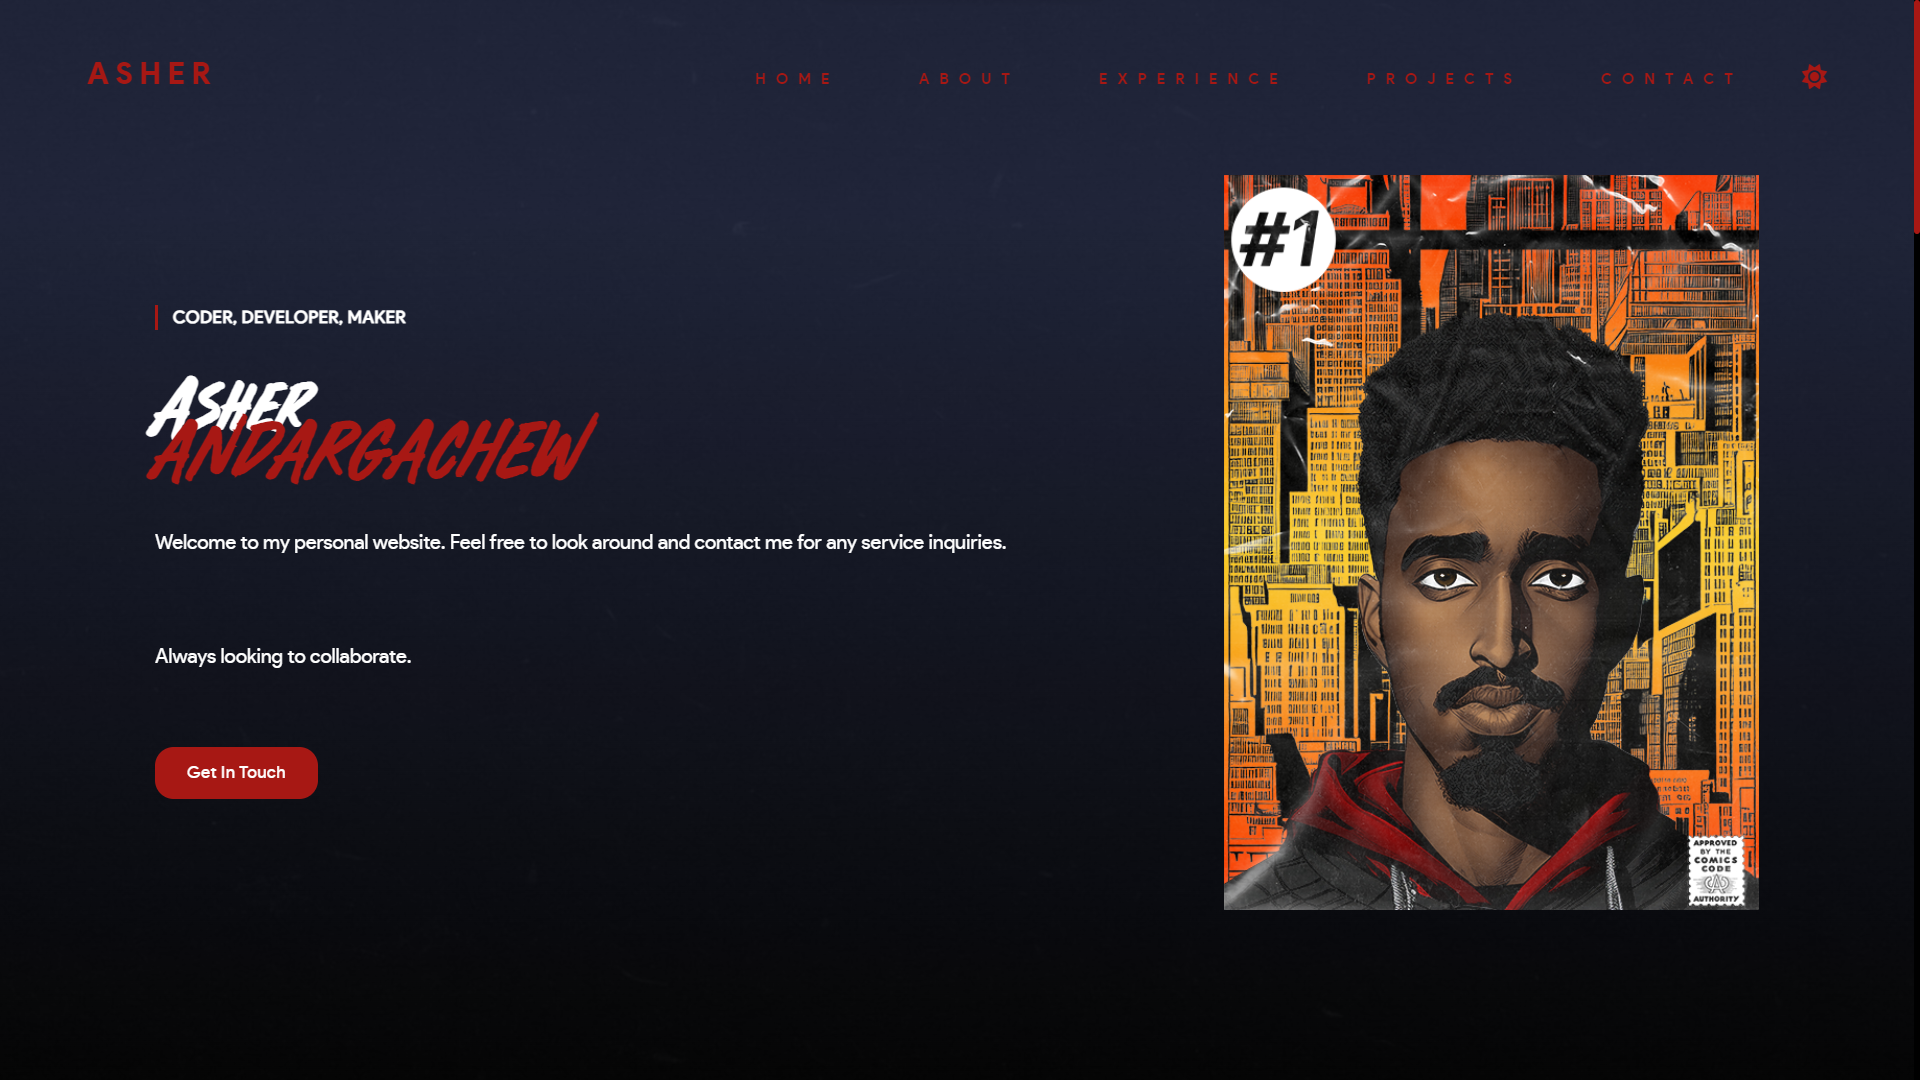 ASHER
HOME ABOUT EXPERIENCE PROJECTS CONTACT
#1
CODER, DEVELOPER, MAKER
ASHER
ANDARGACHEW
Welcome to my personal website. Feel free to look around and contact me for any service inquiries.
Always looking to collaborate.
Get In Touch
APPROVED
BY THE
COMICS
CODE
CA
AUTHORITY